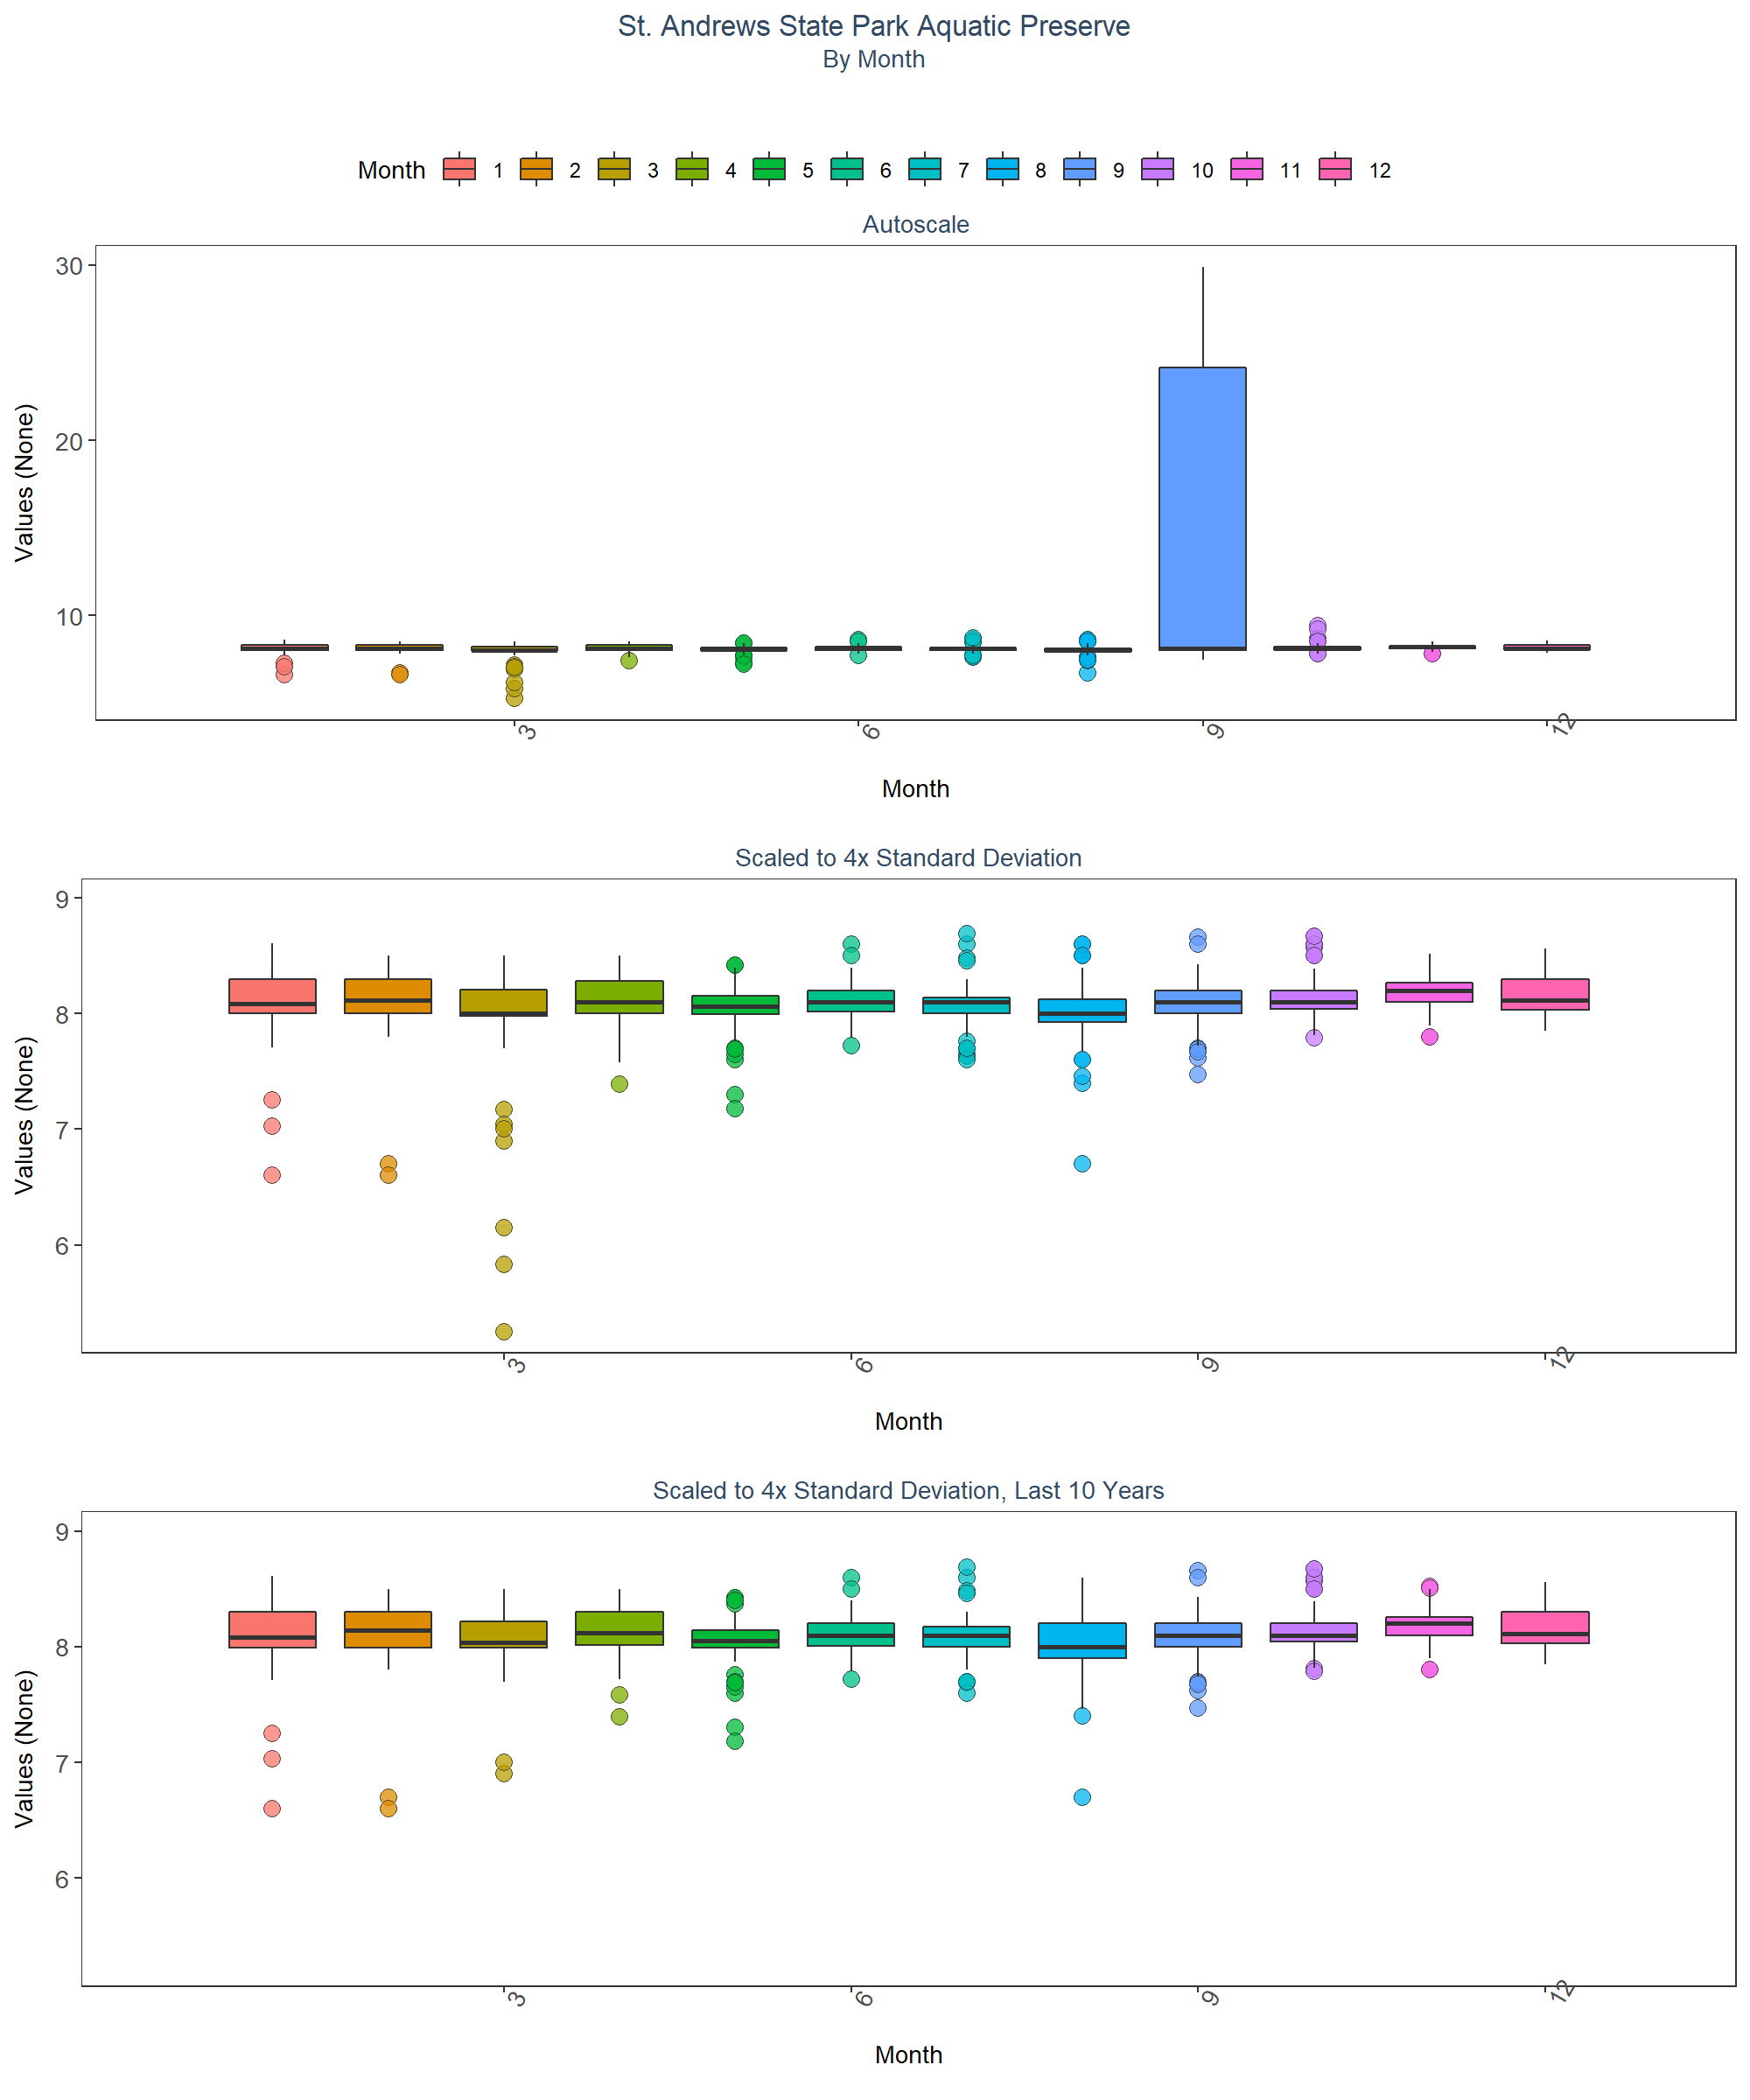 St. Andrews State Park Aquatic Preserve
By Month
Month 1 2 3 4 5 6 7 8 9 10 11 12
Autoscale
Values (None)
30
20
10
3 6 9 12
Month
Scaled to 4x Standard Deviation
Values (None)
9
8
7
6
3 6 9 12
Month
Scaled to 4x Standard Deviation, Last 10 Years
Values (None)
9
8
7
6
3 6 9 12
Month